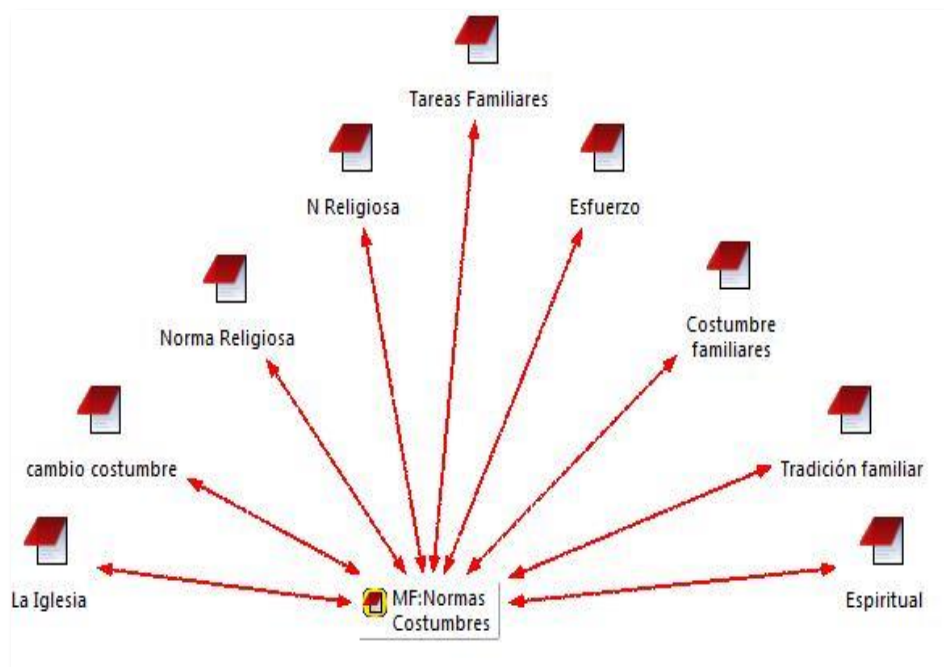 Tareas Familiares
N Religiosa
Esfuerzo
Norma Religiosa
Costumbre
familiares
cambio costumbre
Tradición familiar
La Iglesia
MF:Normas
Costumbres
Espiritual